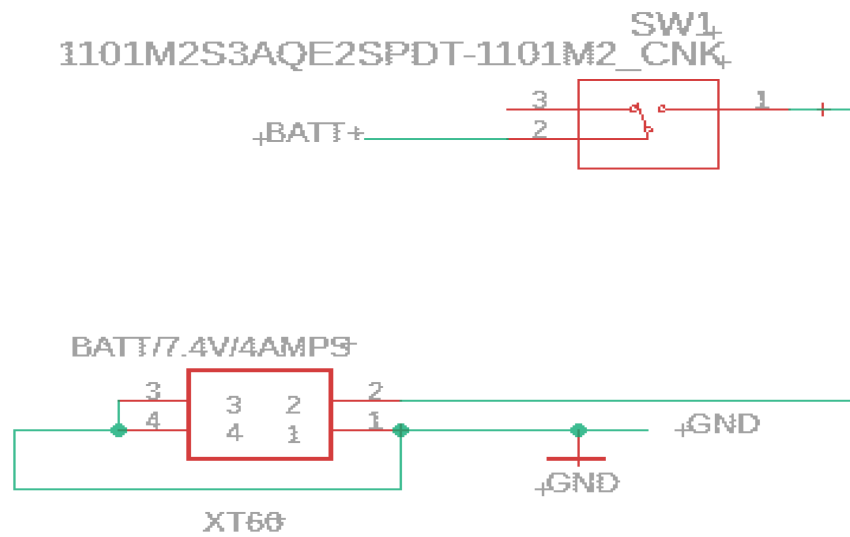 SW1
1101M2S3AQE2SPDT-1101M2_CNK
3 1
BATT+ 2
BATT/7.4V/4AMPS
3 3 2 2
4 4 1 1
GND
GND
XT60